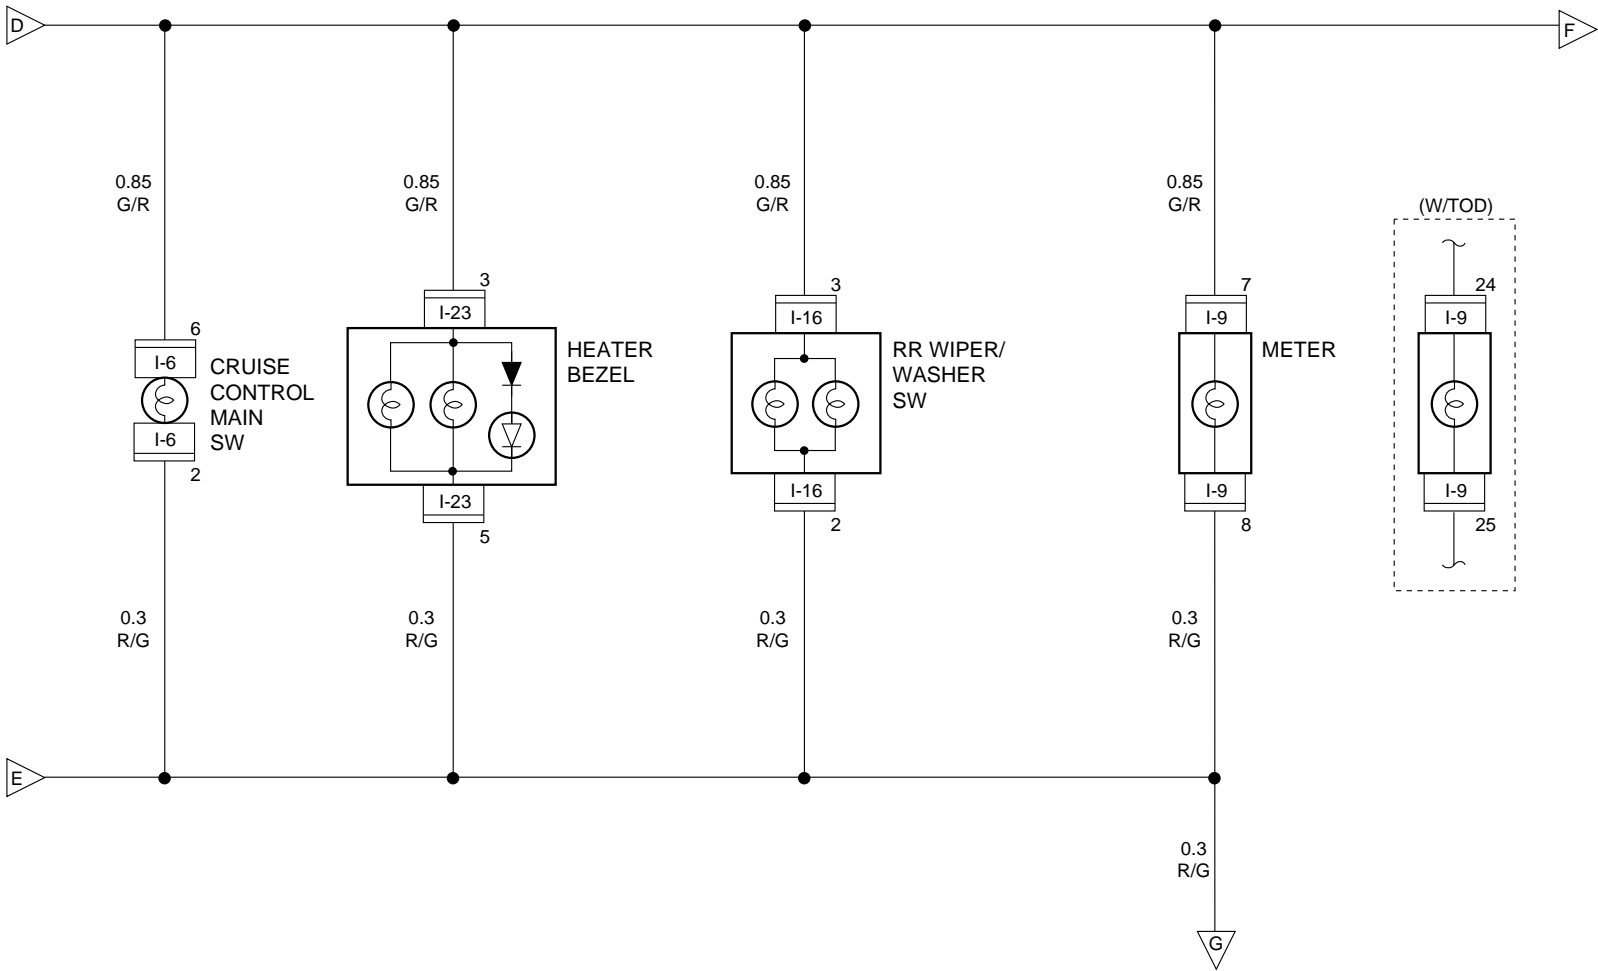 D
F
0.85
G/R
0.85
G/R
0.85
G/R
0.85
G/R
(W/TOD)
6
I-6
I-6
2
CRUISE
CONTROL
MAIN
SW
3
I-23
I-23
5
HEATER
BEZEL
3
I-16
I-16
2
RR WIPER/
WASHER
SW
7
I-9
I-9
8
METER
24
I-9
I-9
25
0.3
R/G
0.3
R/G
0.3
R/G
0.3
R/G
E
0.3
R/G
G